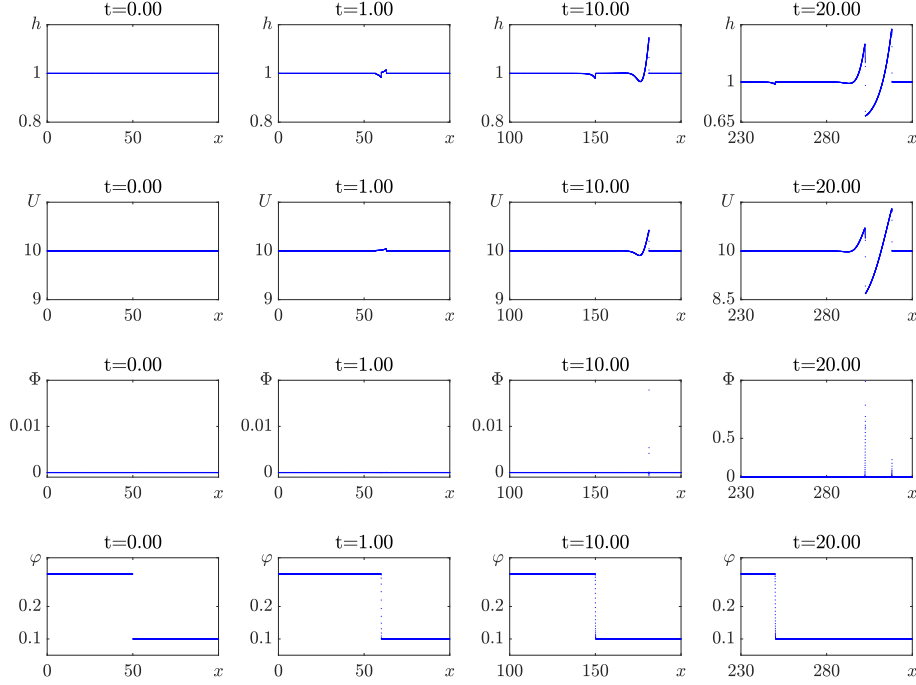 t=0.00 t=1.00 t=10.00 t=20.00
h h h h
1 1 1 1
0.8 0.8 0.8 0.65
0 50 x 0 50 x 100 150 x 230 280 x
t=0.00 t=1.00 t=10.00 t=20.00
U U U U
10 10 10 10
9 9 9 8.5
0 50 x 0 50 x 100 150 x 230 280 x
t=0.00 t=1.00 t=10.00 t=20.00
Φ Φ Φ Φ
0.01 0.01 0.01 0.5
0 0 0 0
0 50 x 0 50 x 100 150 x 230 280 x
t=0.00 t=1.00 t=10.00 t=20.00
φ φ φ φ
0.2 0.2 0.2 0.2
0.1 0.1 0.1 0.1
0 50 x 0 50 x 100 150 x 230 280 x